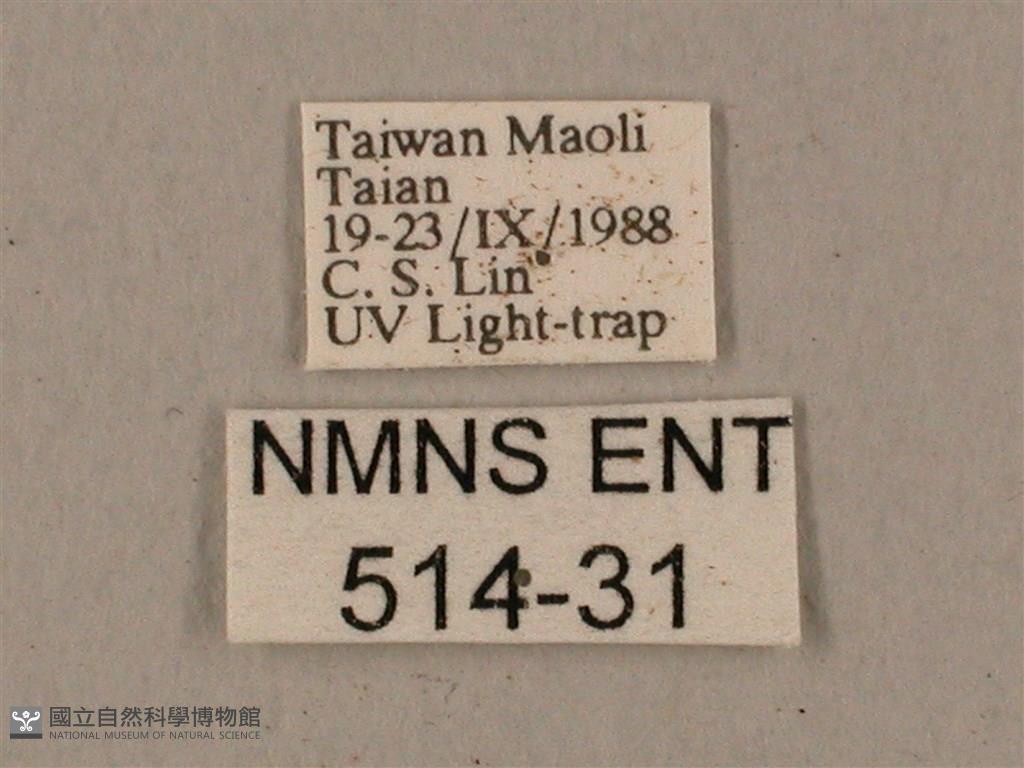 Taiwan Maoli
Taian
19-23/IX/1988
C. S. Lin
UV Light-trap
NMNS ENT
514-31
國立自然科學博物館
NATIONAL MUSEUM OF NATURAL SCIENCE